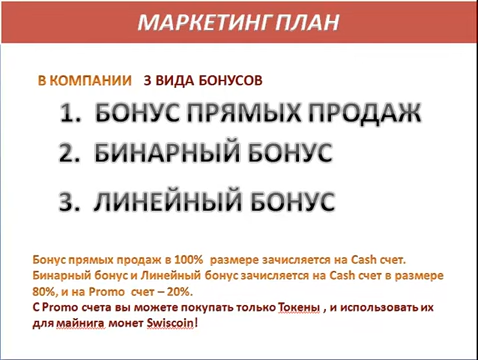 МАРКЕТИНГ ПЛАН
В КОМПАНИИ 3 ВИДА БОНУСОВ
1. БОНУС ПРЯМЫХ ПРОДАЖ
2. БИНАРНЫЙ БОНУС
3. ЛИНЕЙНЫЙ БОНУС
Бонус прямых продаж в 100% размере зачисляется на Cash счет.
Бинарный бонус и Линейный бонус зачисляется на Cash счет в размере
80%, и на Promo счет – 20%.
С Promo счета вы можете покупать только Токены , и использовать их
для майнига монет Swiscoin!